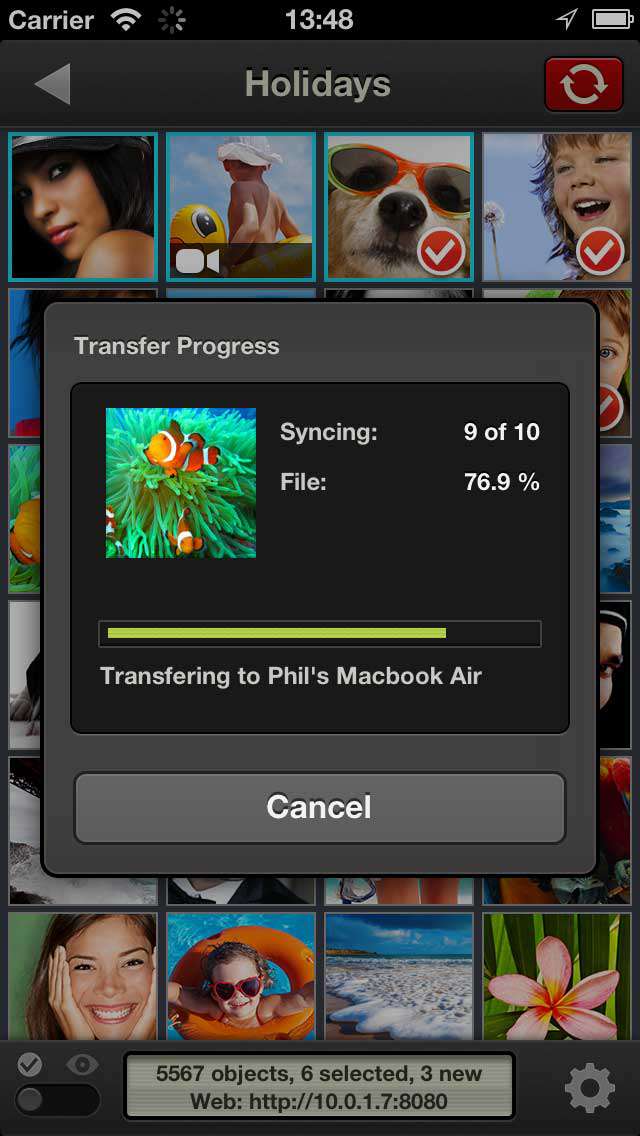 Carrier 13:48
Holidays
Transfer Progress
Syncing: 9 of 10
File: 76.9 %
Transfering to Phil's Macbook Air
Cancel
5567 objects, 6 selected, 3 new
Web: http://10.0.1.7:8080